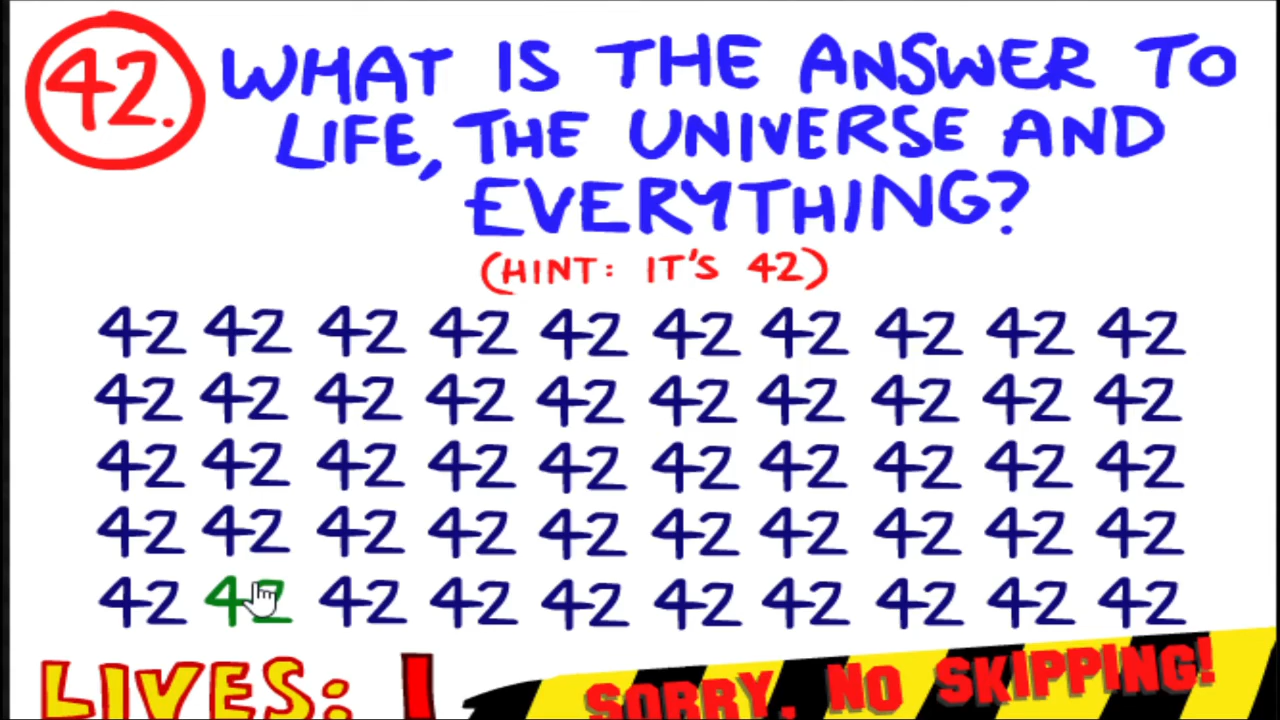 42. WHAT IS THE ANSWER TO
LIFE, THE UNIVERSE AND
EVERYTHING?
(HINT: IT'S 42)
42 42 42 42 42 42 42 42 42 42
42 42 42 42 42 42 42 42 42 42
42 42 42 42 42 42 42 42 42 42
42 42 42 42 42 42 42 42 42 42
42 42 42 42 42 42 42 42 42 42
LIVES: 1
SORRY, NO SKIPPING!